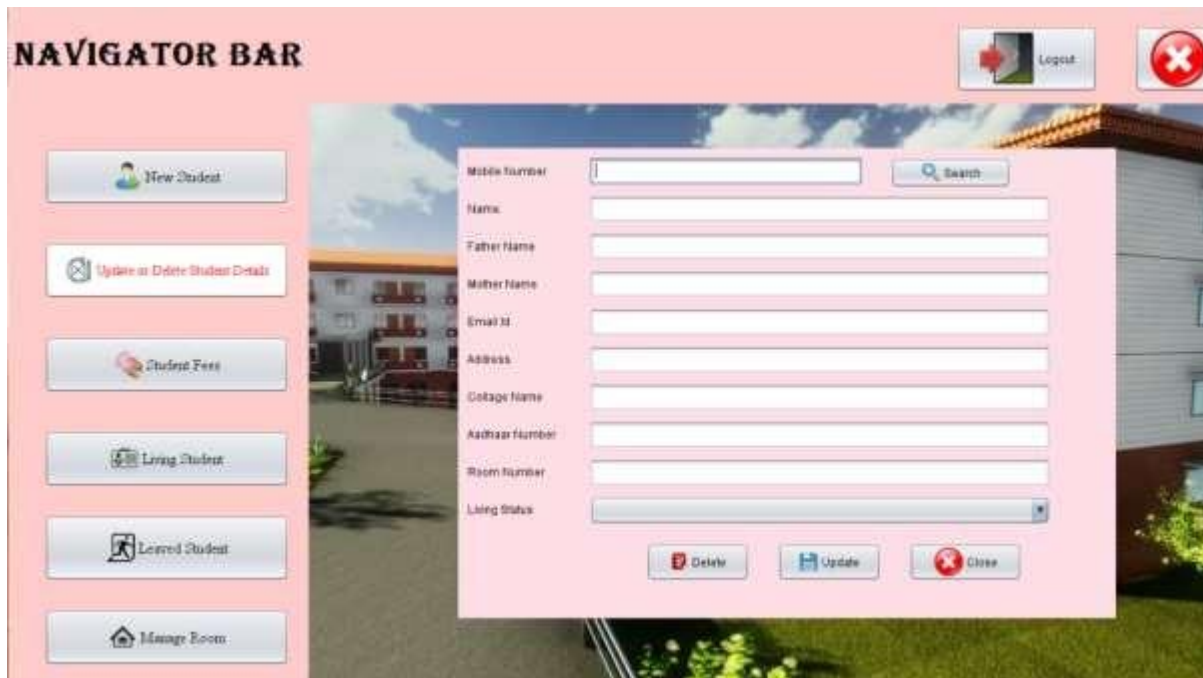 NAVIGATOR BAR
Logout
New Student
Update or Delete Student Details
Student Fees
Living Student
Leaved Student
Manage Room
Mobile Number
Search
Name
Father Name
Mother Name
Email Id
Address
Collage Name
Aadhaar Number
Room Number
Living Status
Delete
Update
Close